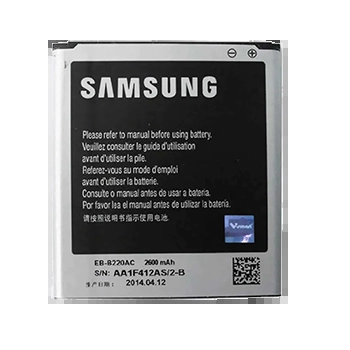 SAMSUNG
Please refer to manual before using battery.
Veuillez consulter le guide d'utilisation
avant d'utiliser la pile.
Referez-vous au mode d'emploi
avant d'utiliser la batterie.
Consulte o manual antes de usar a bateria.
Por favor lea el manual antes de utilizar la batería.
请按照说明书指示使用电池。
EB-B220AC 2600 mAh
S/N: AA1F412AS/2-B
2014.04.12